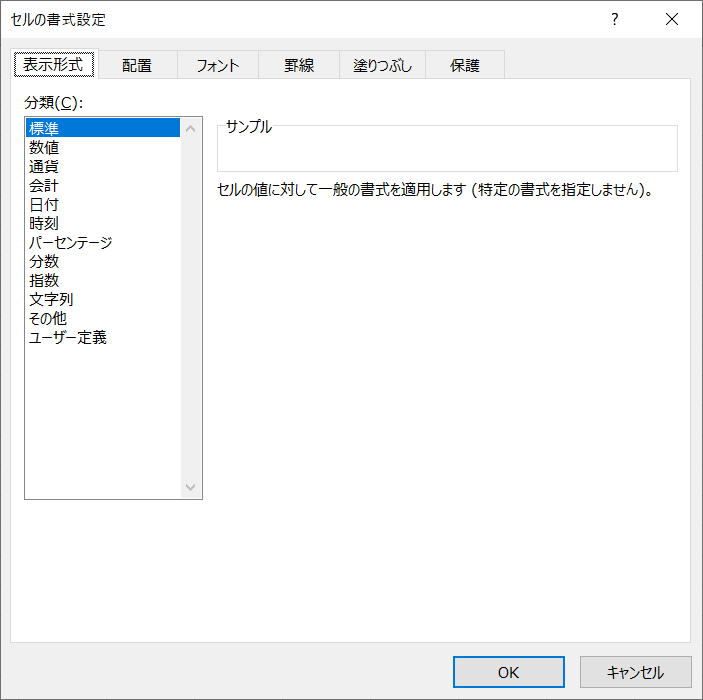 セルの書式設定
?
表示形式 配置 フォント 罫線 塗りつぶし 保護
分類(C):
標準
数値
通貨
会計
日付
時刻
パーセンテージ
分数
指数
文字列
その他
ユーザー定義
サンプル
セルの値に対して一般の書式を適用します (特定の書式を指定しません)。
OK キャンセル